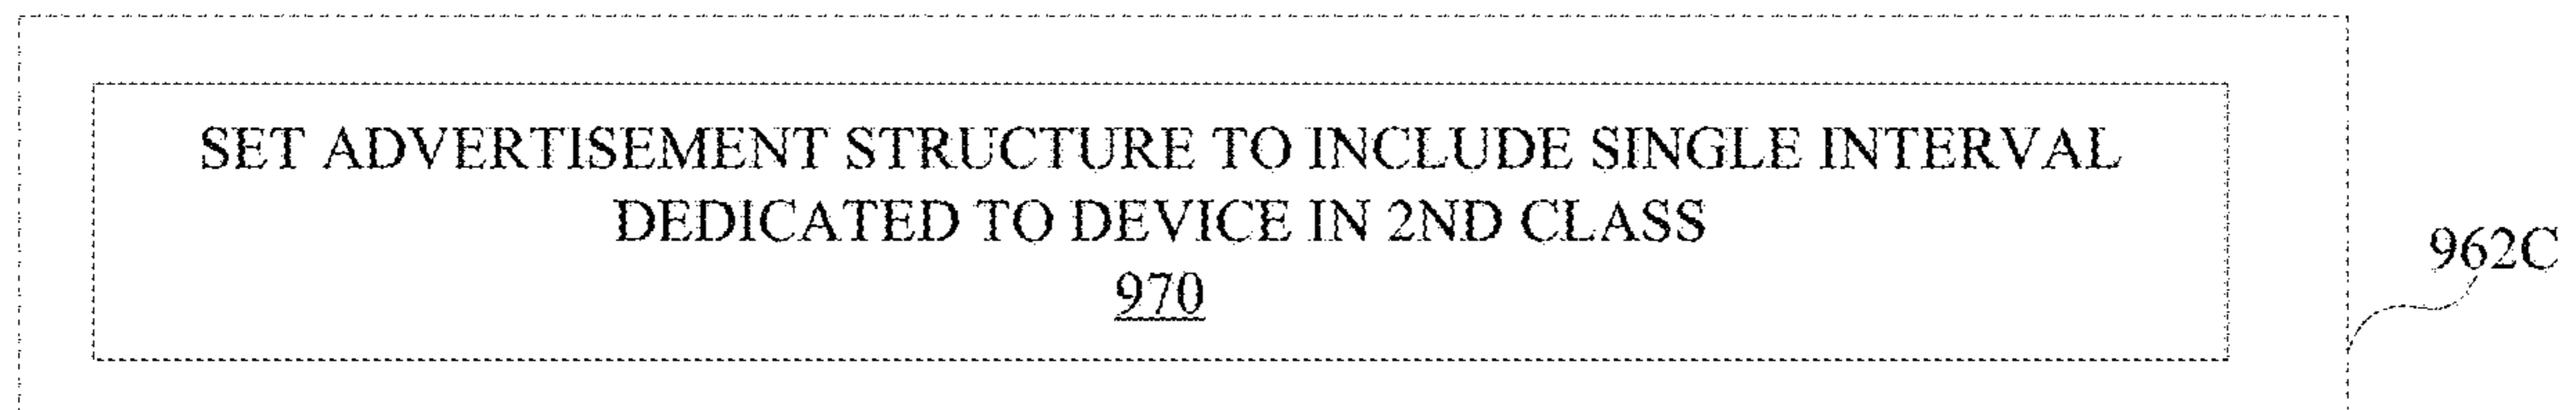 SET ADVERTISEMENT STRUCTURE TO INCLUDE SINGLE INTERVAL
DEDICATED TO DEVICE IN 2ND CLASS
970
962C